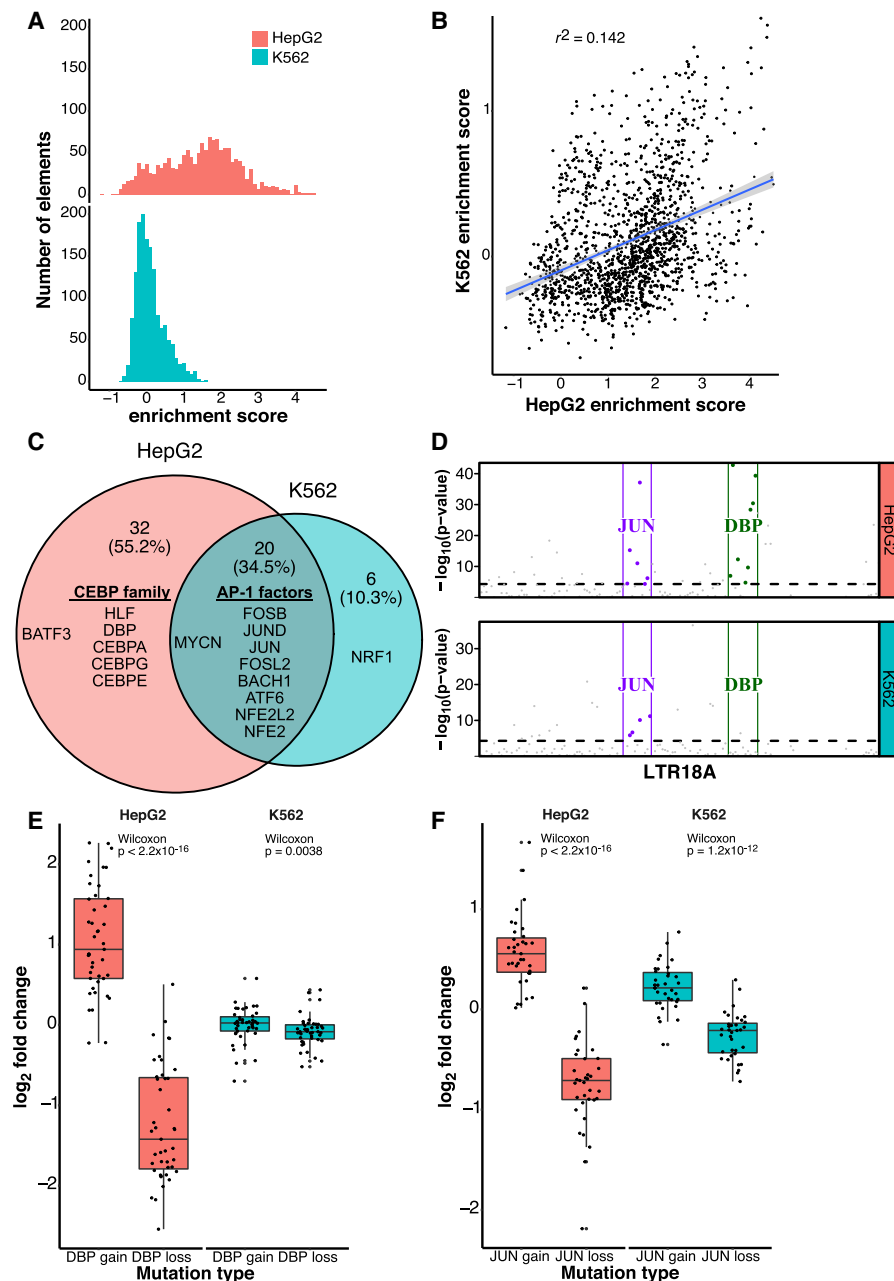 A
200
150
100
50
0
HepG2
K562
200
150
100
50
0
Number of elements
−1 0 1 2 3 4
enrichment score
B
r2 = 0.142
1
0
K562 enrichment score
−1 0 1 2 3 4
HepG2 enrichment score
C
HepG2
K562
32
(55.2%)
20
(34.5%)
6
(10.3%)
CEBP family
HLF
DBP
CEBPA
CEBPG
CEBPE
BATF3
MYCN
AP-1 factors
FOSB
JUND
JUN
FOSL2
BACH1
ATF6
NFE2L2
NFE2
NRF1
D
40
30
20
10
−log10(p−value)
JUN
DBP
HepG2
30
20
10
−log10(p−value)
JUN
DBP
K562
LTR18A
E
HepG2
K562
Wilcoxon
p < 2.2x10-16
Wilcoxon
p = 0.0038
2
1
0
−1
−2
log2 fold change
DBP gain DBP loss
DBP gain DBP loss
Mutation type
F
HepG2
K562
Wilcoxon
p < 2.2x10-16
Wilcoxon
p = 1.2x10-12
1
0
−1
−2
log2 fold change
JUN gain JUN loss
JUN gain JUN loss
Mutation type